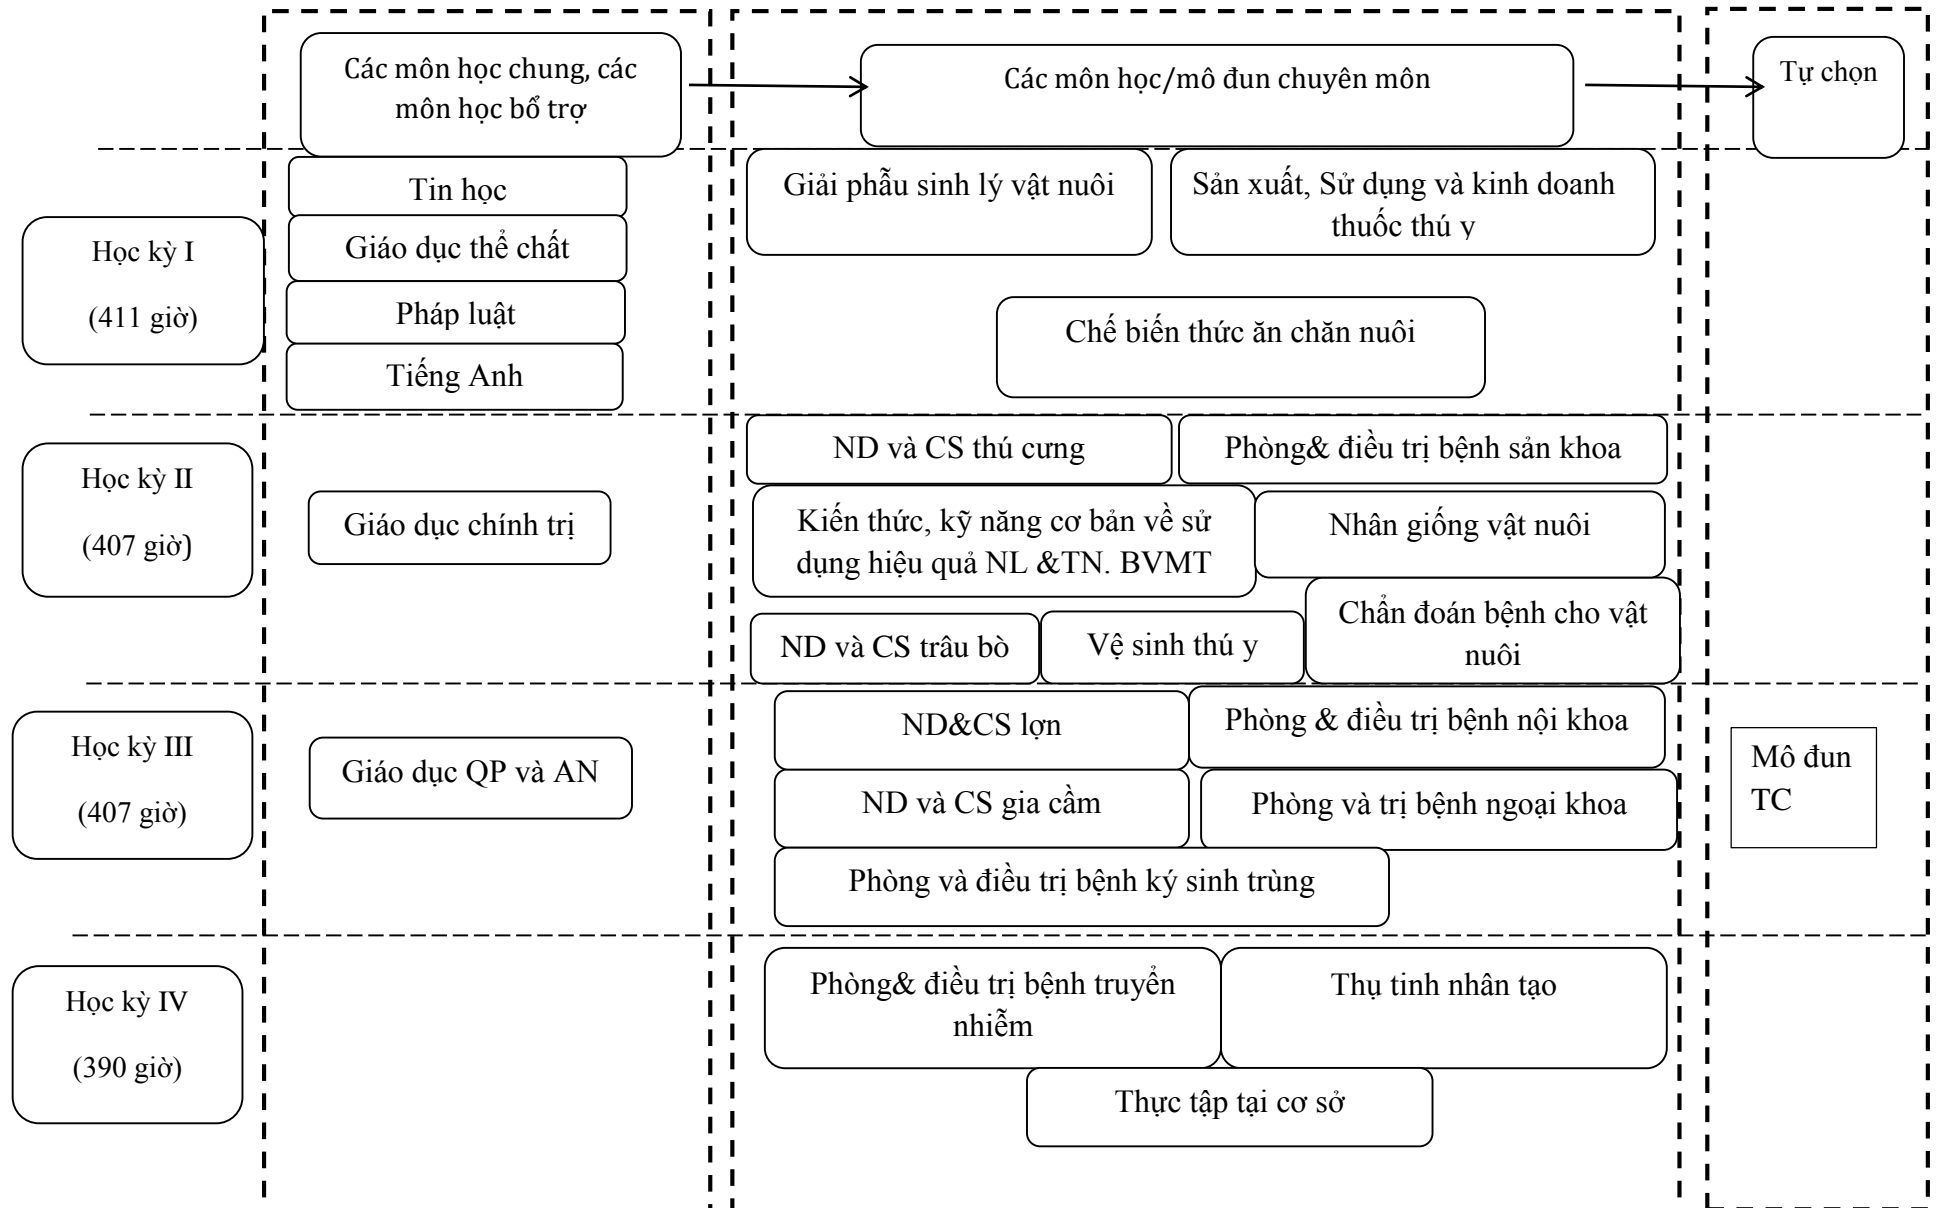 Các môn học chung, các
môn học bổ trợ
Các môn học/mô đun chuyên môn
Tự chọn
Học kỳ I
(411 giờ)
Tin học
Giáo dục thể chất
Pháp luật
Tiếng Anh
Giải phẫu sinh lý vật nuôi
Sản xuất, Sử dụng và kinh doanh
thuốc thú y
Chế biến thức ăn chăn nuôi
Học kỳ II
(407 giờ)
Giáo dục chính trị
ND và CS thú cưng
Phòng& điều trị bệnh sản khoa
Kiến thức, kỹ năng cơ bản về sử
dụng hiệu quả NL &TN. BVMT
Nhân giống vật nuôi
ND và CS trâu bò
Vệ sinh thú y
Chẩn đoán bệnh cho vật
nuôi
Học kỳ III
(407 giờ)
Giáo dục QP và AN
ND&CS lợn
Phòng & điều trị bệnh nội khoa
ND và CS gia cầm
Phòng và trị bệnh ngoại khoa
Phòng và điều trị bệnh ký sinh trùng
Mô đun
TC
Học kỳ IV
(390 giờ)
Phòng& điều trị bệnh truyển
nhiễm
Thụ tinh nhân tạo
Thực tập tại cơ sở